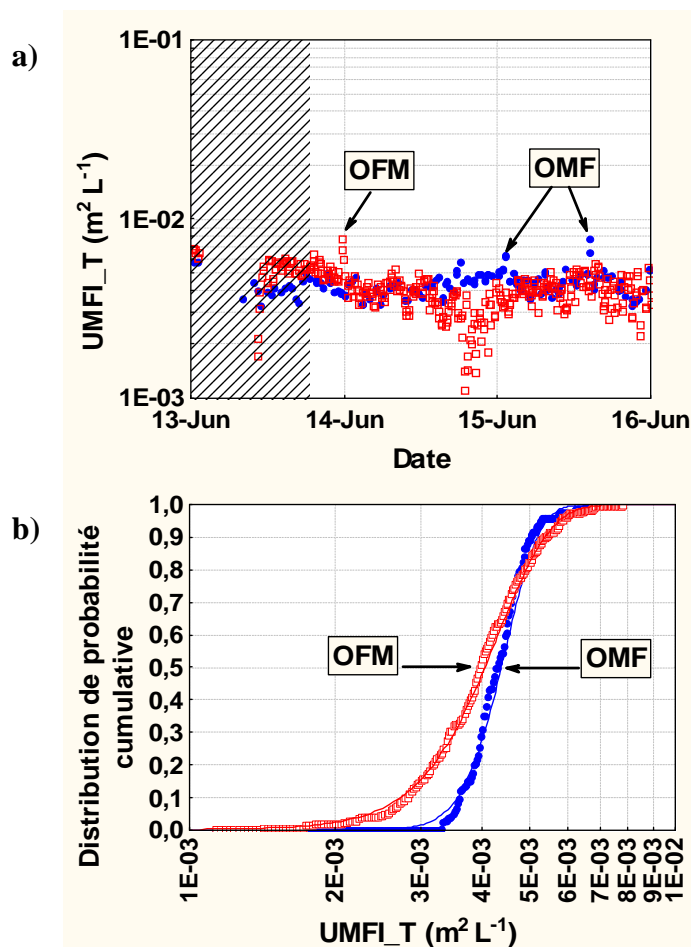 a)
1E-01
1E-02
1E-03
UMFI_T (m² L⁻¹)
OFM
OMF
13-Jun
14-Jun
15-Jun
16-Jun
Date
b)
Distribution de probabilité
cumulative
1,0
0,9
0,8
0,7
0,6
0,5
0,4
0,3
0,2
0,1
0,0
OFM
OMF
1E-03
2E-03
3E-03
4E-03
5E-03
6E-03
7E-03
8E-03
9E-03
1E-02
UMFI_T (m² L⁻¹)